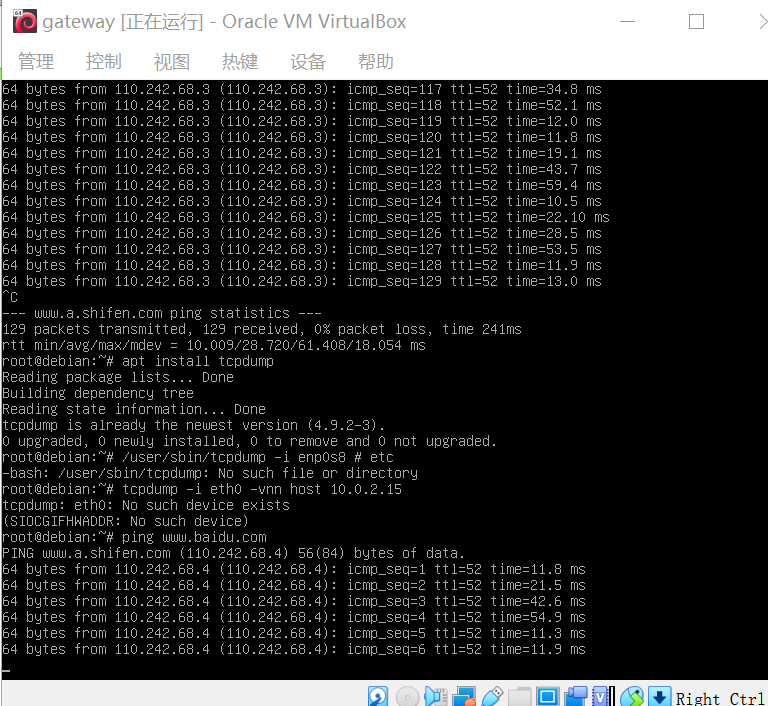 64
gateway [正在运行] - Oracle VM VirtualBox
管理 控制 视图 热键 设备 帮助
64 bytes from 110.242.68.3 (110.242.68.3): icmp_seq=117 ttl=52 time=34.8 ms
64 bytes from 110.242.68.3 (110.242.68.3): icmp_seq=118 ttl=52 time=52.1 ms
64 bytes from 110.242.68.3 (110.242.68.3): icmp_seq=119 ttl=52 time=12.0 ms
64 bytes from 110.242.68.3 (110.242.68.3): icmp_seq=120 ttl=52 time=11.8 ms
64 bytes from 110.242.68.3 (110.242.68.3): icmp_seq=121 ttl=52 time=19.1 ms
64 bytes from 110.242.68.3 (110.242.68.3): icmp_seq=122 ttl=52 time=43.7 ms
64 bytes from 110.242.68.3 (110.242.68.3): icmp_seq=123 ttl=52 time=59.4 ms
64 bytes from 110.242.68.3 (110.242.68.3): icmp_seq=124 ttl=52 time=10.5 ms
64 bytes from 110.242.68.3 (110.242.68.3): icmp_seq=125 ttl=52 time=22.10 ms
64 bytes from 110.242.68.3 (110.242.68.3): icmp_seq=126 ttl=52 time=28.5 ms
64 bytes from 110.242.68.3 (110.242.68.3): icmp_seq=127 ttl=52 time=53.5 ms
64 bytes from 110.242.68.3 (110.242.68.3): icmp_seq=128 ttl=52 time=11.9 ms
64 bytes from 110.242.68.3 (110.242.68.3): icmp_seq=129 ttl=52 time=13.0 ms
^C
--- www.a.shifen.com ping statistics ---
129 packets transmitted, 129 received, 0% packet loss, time 241ms
rtt min/avg/max/mdev = 10.009/28.720/61.408/18.054 ms
root@debian:~# apt install tcpdump
Reading package lists... Done
Building dependency tree
Reading state information... Done
tcpdump is already the newest version (4.9.2-3).
0 upgraded, 0 newly installed, 0 to remove and 0 not upgraded.
root@debian:~# /user/sbin/tcpdump -i enp0s8 # etc
-bash: /user/sbin/tcpdump: No such file or directory
root@debian:~# tcpdump -i eth0 -vnn host 10.0.2.15
tcpdump: eth0: No such device exists
(SIOCGIFHWADDR: No such device)
root@debian:~# ping www.baidu.com
PING www.a.shifen.com (110.242.68.4) 56(84) bytes of data.
64 bytes from 110.242.68.4 (110.242.68.4): icmp_seq=1 ttl=52 time=11.8 ms
64 bytes from 110.242.68.4 (110.242.68.4): icmp_seq=2 ttl=52 time=21.5 ms
64 bytes from 110.242.68.4 (110.242.68.4): icmp_seq=3 ttl=52 time=42.6 ms
64 bytes from 110.242.68.4 (110.242.68.4): icmp_seq=4 ttl=52 time=54.9 ms
64 bytes from 110.242.68.4 (110.242.68.4): icmp_seq=5 ttl=52 time=11.3 ms
64 bytes from 110.242.68.4 (110.242.68.4): icmp_seq=6 ttl=52 time=11.9 ms
Right Ctrl